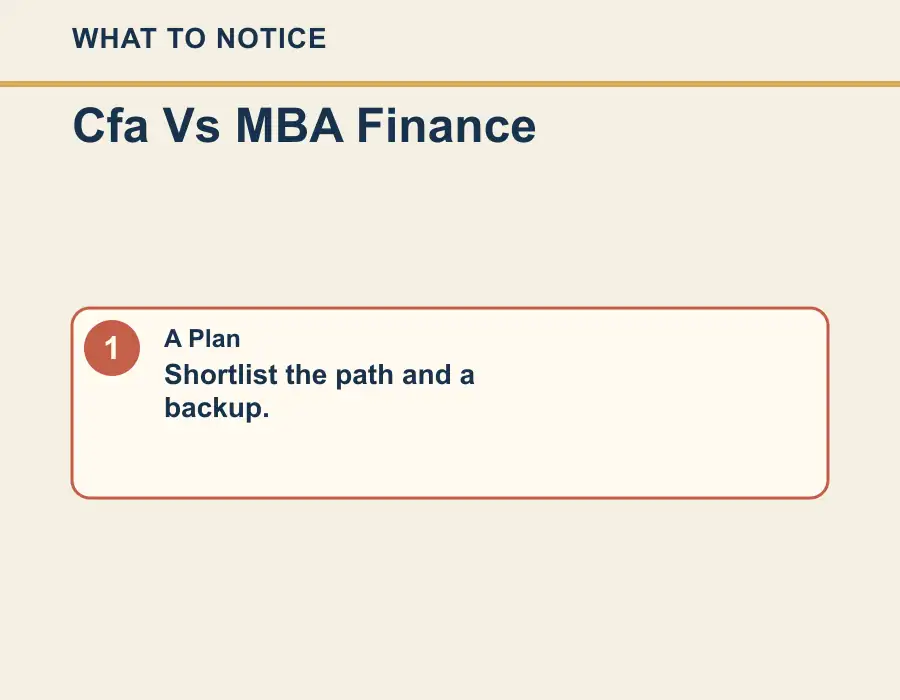 WHAT TO NOTICE
Cfa Vs MBA Finance
1
A Plan
Shortlist the path and a
backup.